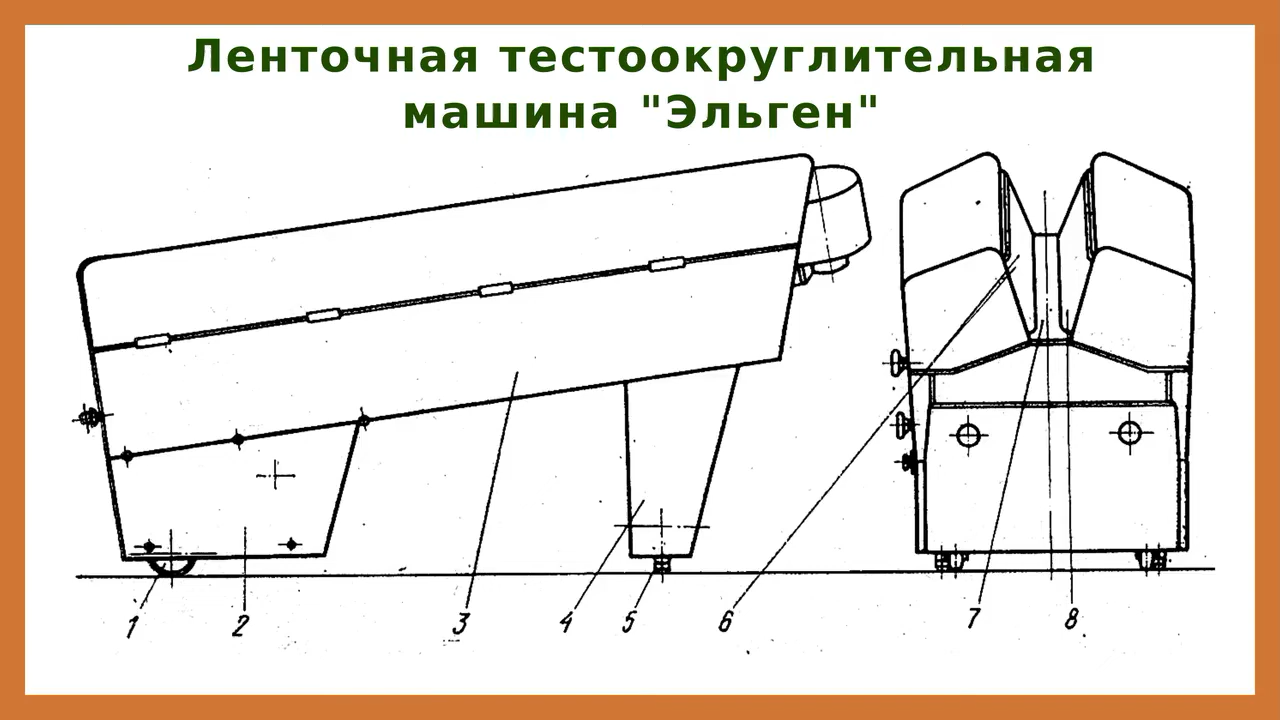 Ленточная тестоокруглительная
машина "Эльген"
1 2 3 4 5 6 7 8